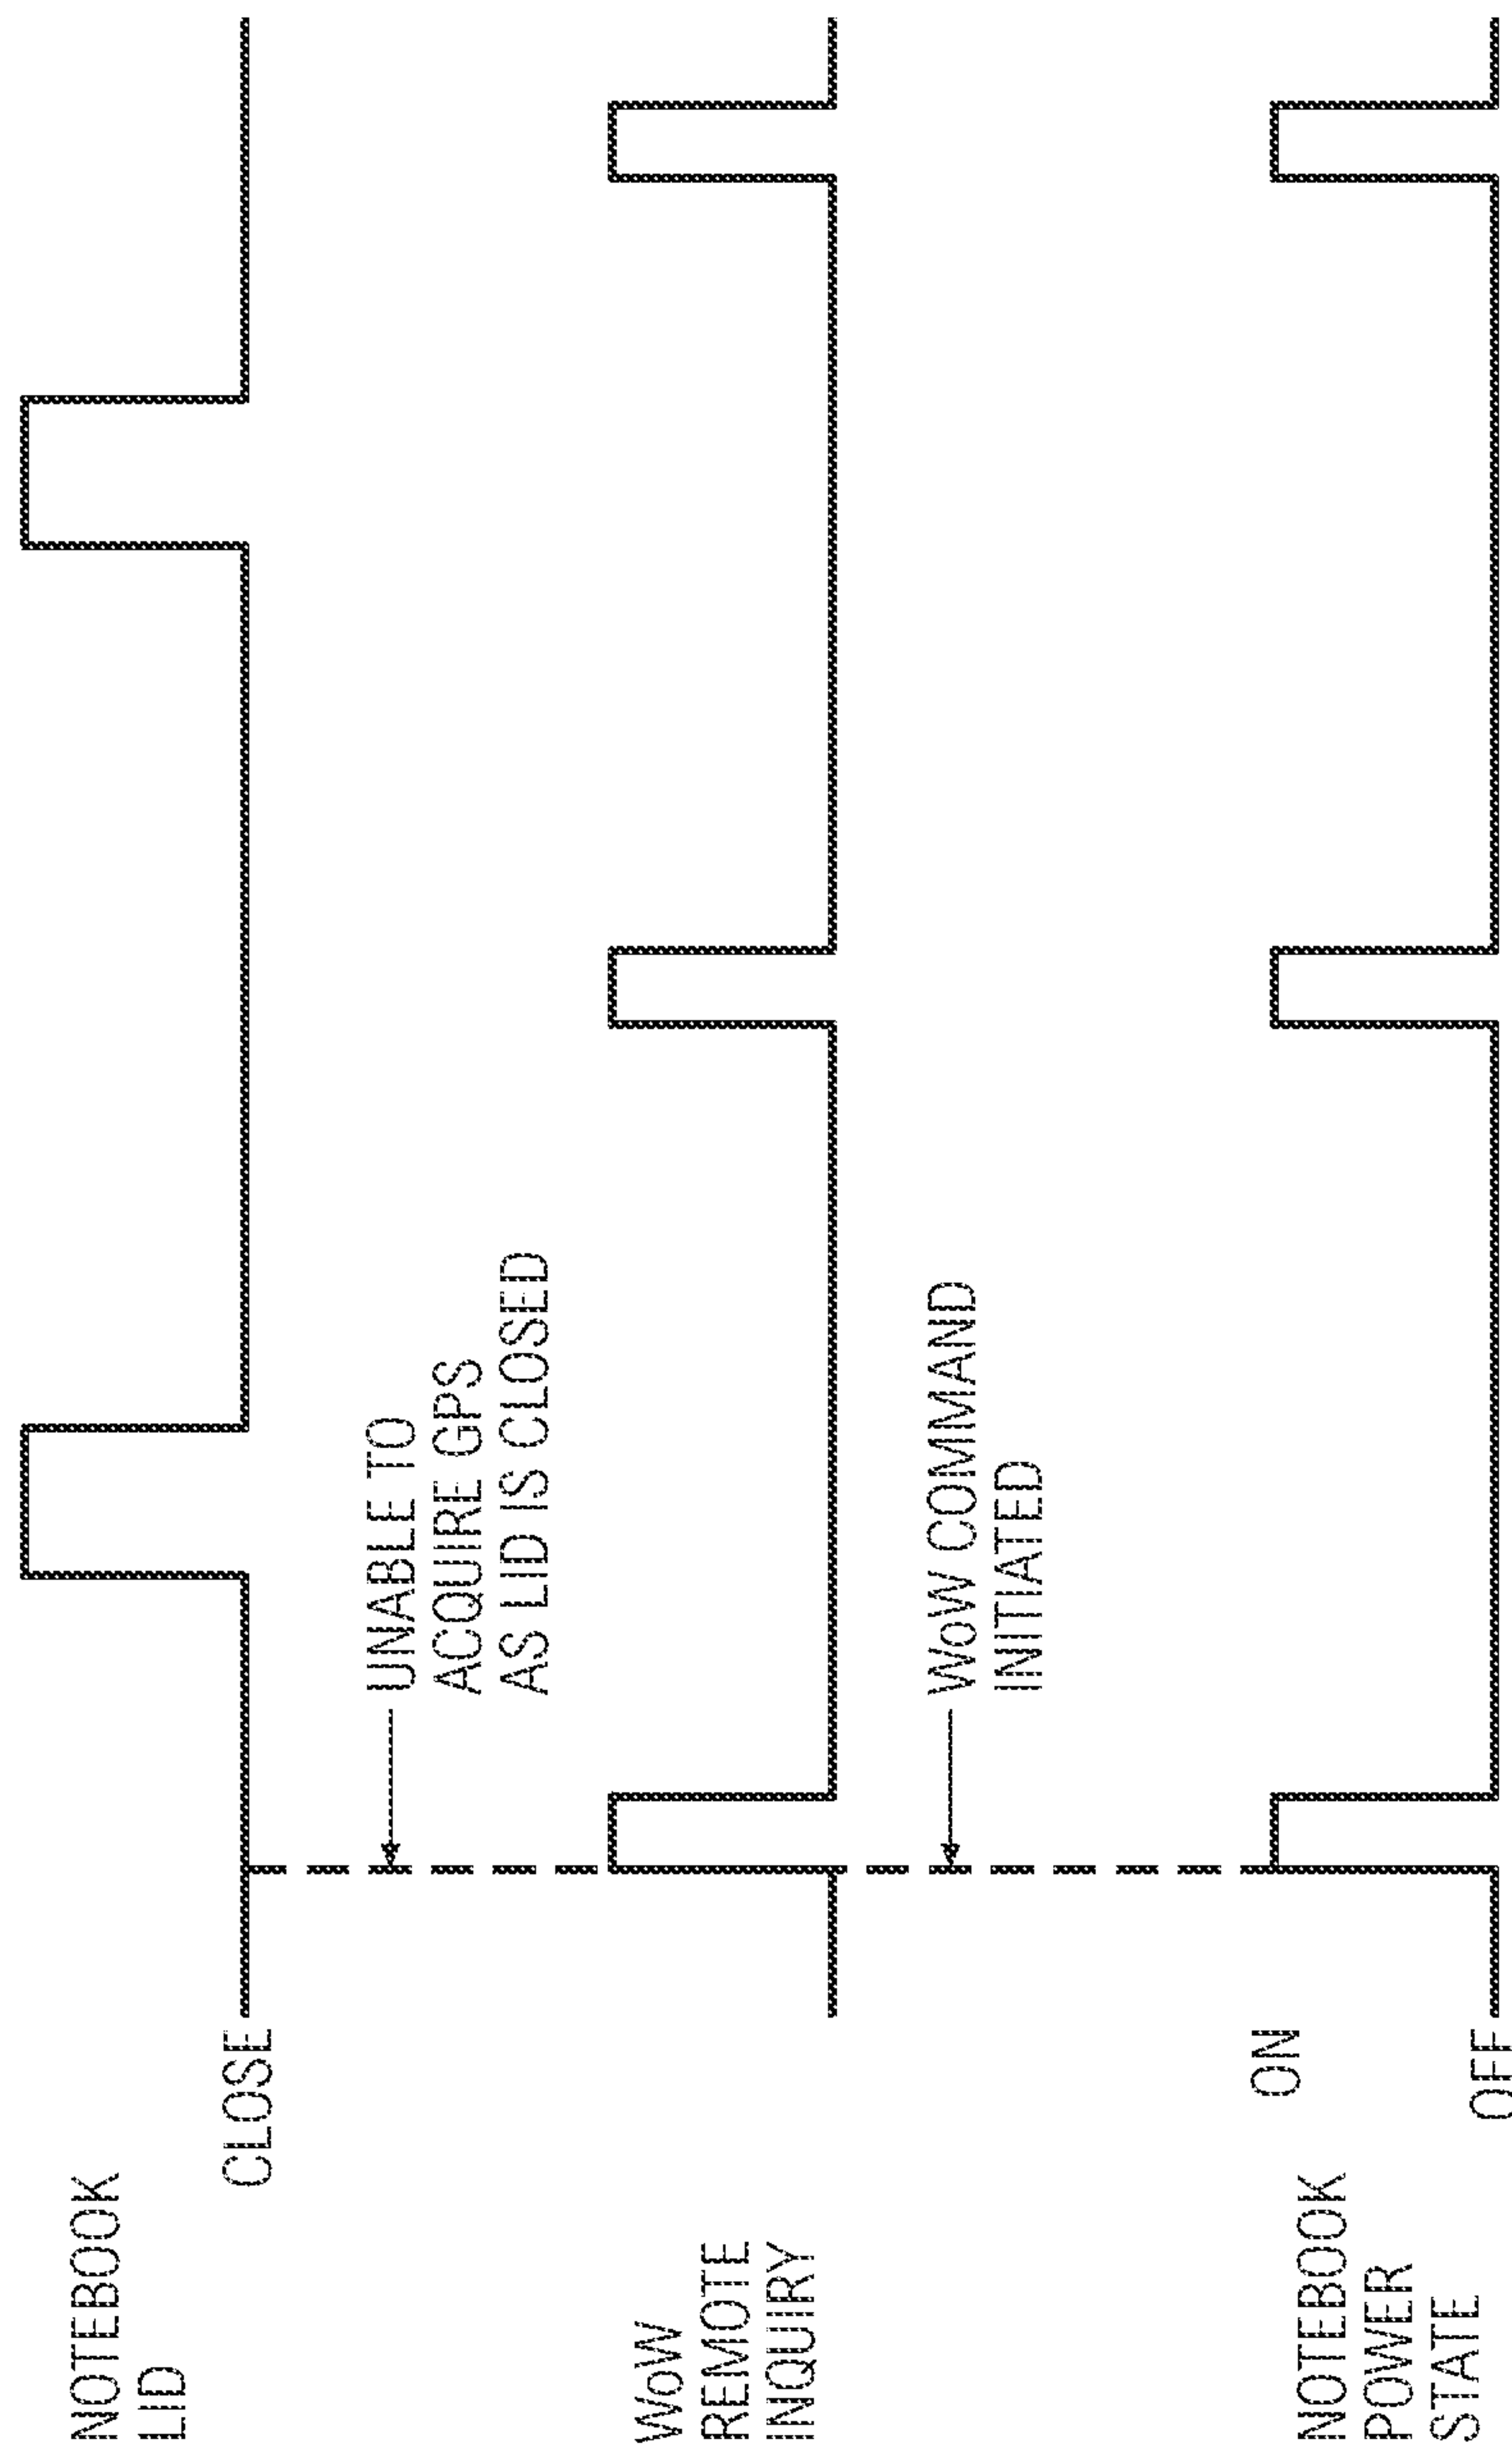 NOTEBOOK
LID
CLOSE
UNABLE TO
ACQUIRE GPS
AS LID IS CLOSED
WoW
REMOTE
INQUIRY
WoW COMMAND
INITIATED
NOTEBOOK
POWER
STATE
ON
OFF